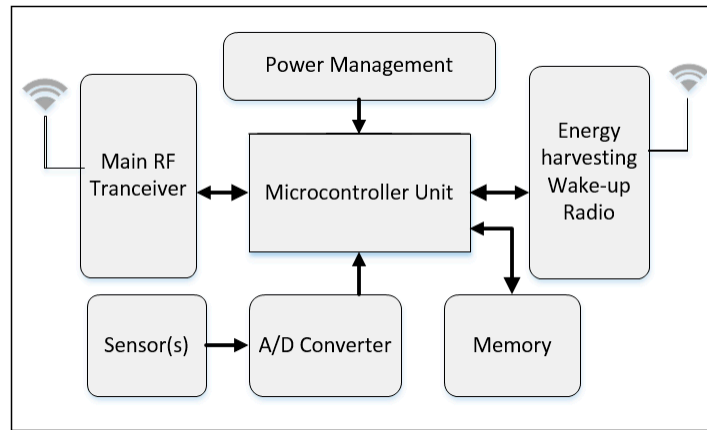 Power Management
Main RF
Tranceiver
Microcontroller Unit
Energy
harvesting
Wake-up
Radio
Sensor(s)
A/D Converter
Memory